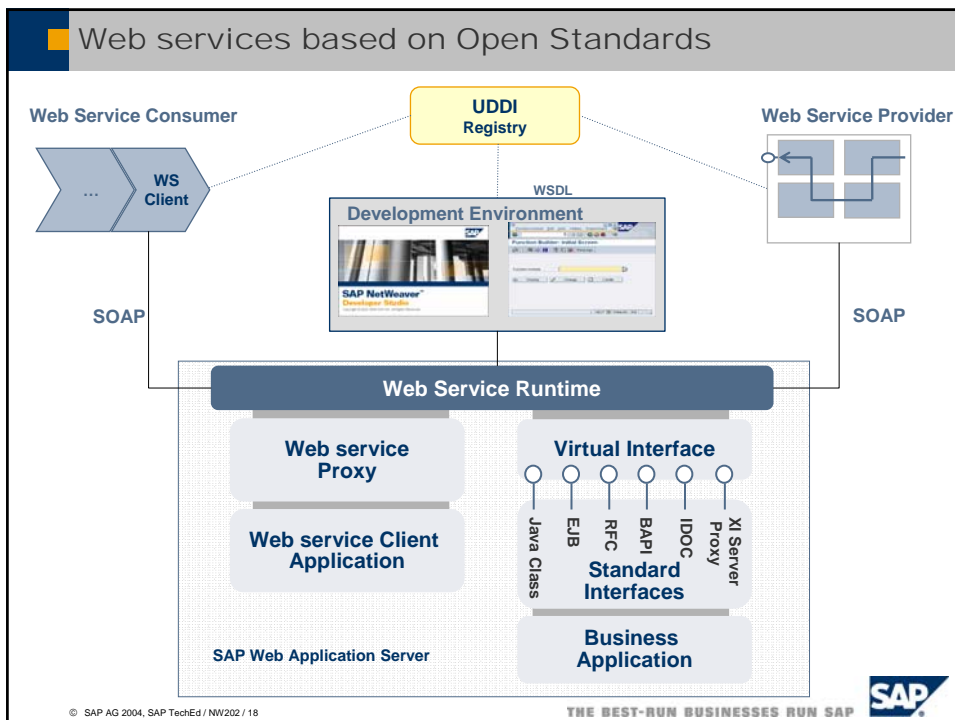 Web services based on Open Standards
Web Service Consumer
UDDI
Registry
Web Service Provider
...
WS
Client
WSDL
Development Environment
SAP
SAP NetWeaver™
Developer Studio
SAP
Function Builder: Initial Screen
SOAP
SOAP
Web Service Runtime
Web service
Proxy
Virtual Interface
Java Class
EJB
RFC
BAPI
IDOC
XI Server
Proxy
Web service Client
Application
Standard
Interfaces
Business
Application
SAP Web Application Server
© SAP AG 2004, SAP TechEd / NW202 / 18
THE BEST-RUN BUSINESSES RUN SAP
SAP